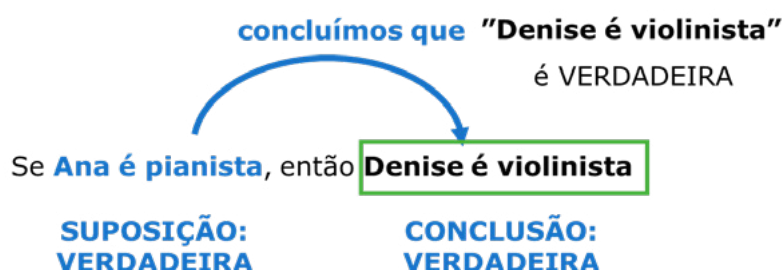 concluímos que ”Denise é violinista”
é VERDADEIRA
Se Ana é pianista, então Denise é violinista
SUPOSIÇÃO: CONCLUSÃO:
VERDADEIRA VERDADEIRA